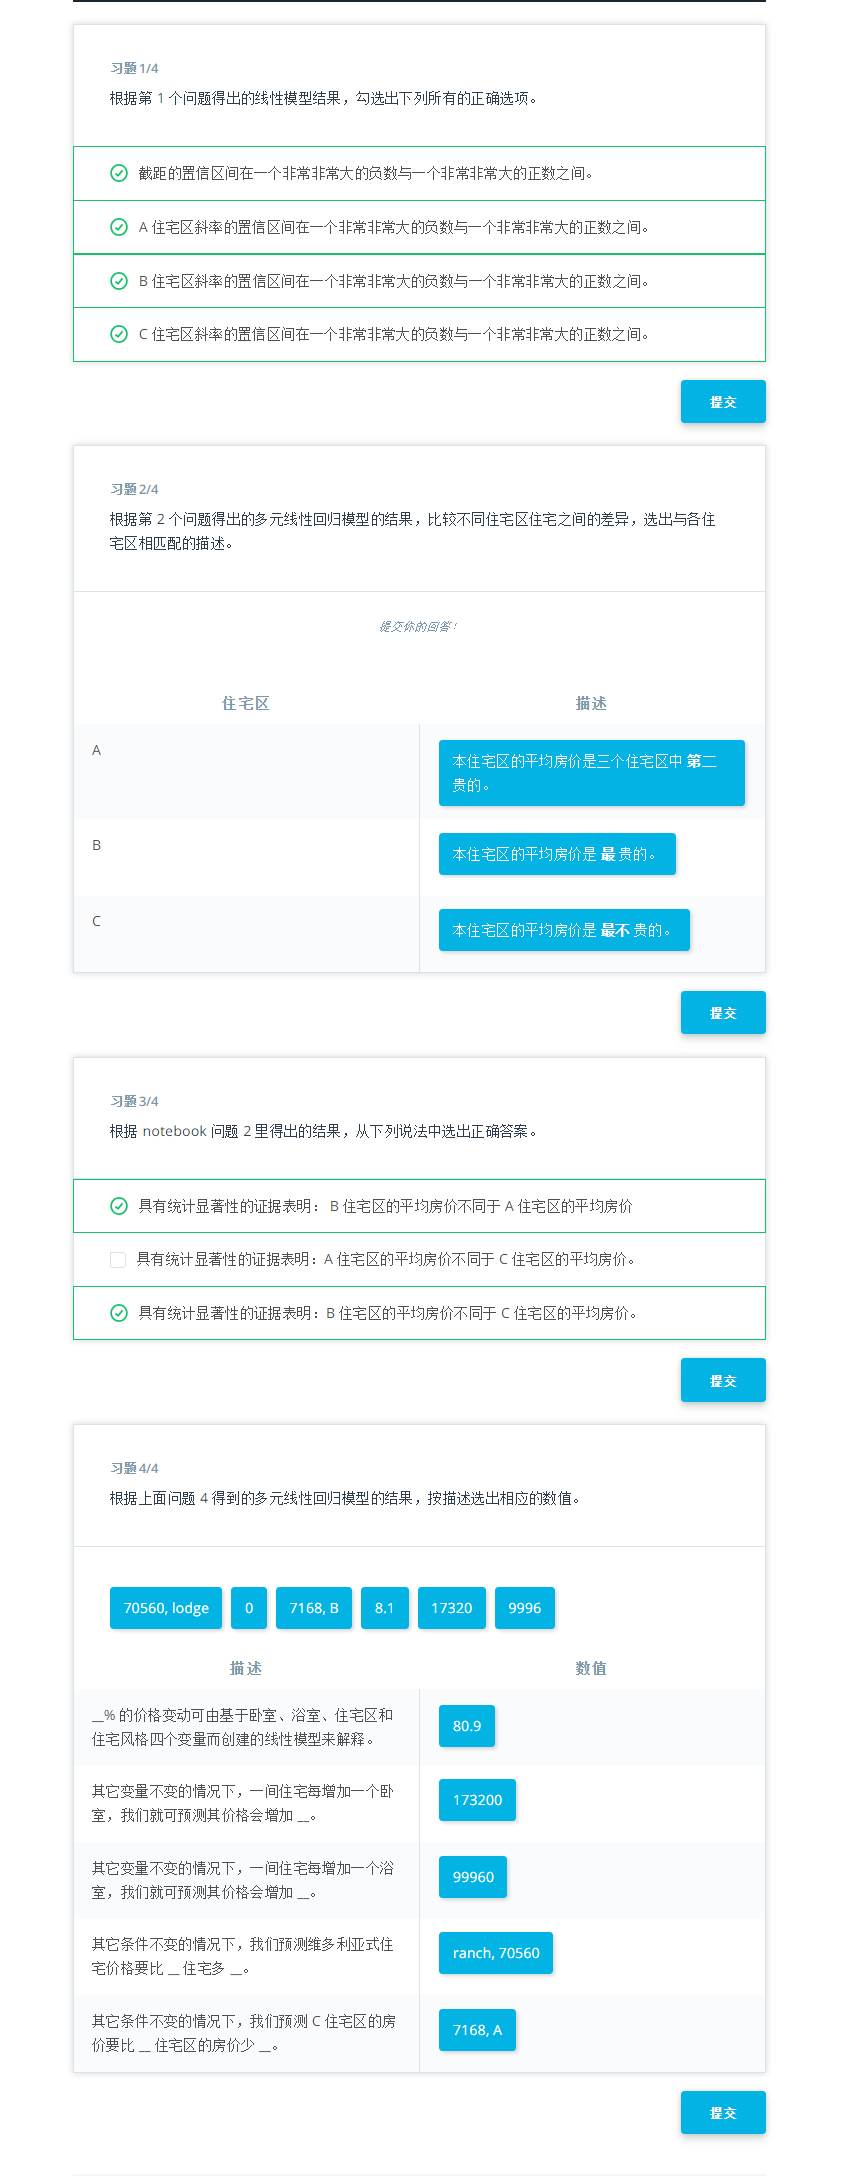 习题 1/4
根据第 1 个问题得出的线性模型结果，勾选出下列所有的正确选项。
截距的置信区间在一个非常非常大的负数与一个非常非常大的正数之间。
A 住宅区斜率的置信区间在一个非常非常大的负数与一个非常非常大的正数之间。
B 住宅区斜率的置信区间在一个非常非常大的负数与一个非常非常大的正数之间。
C 住宅区斜率的置信区间在一个非常非常大的负数与一个非常非常大的正数之间。
提交
习题 2/4
根据第 2 个问题得出的多元线性回归模型的结果，比较不同住宅区住宅之间的差异，选出与各住
宅区相匹配的描述。
提交你的回答！
住宅区 描述
A
本住宅区的平均房价是三个住宅区中 第二
贵的。
B 本住宅区的平均房价是 最 贵的。
C 本住宅区的平均房价是 最不 贵的。
提交
习题 3/4
根据 notebook 问题 2 里得出的结果，从下列说法中选出正确答案。
具有统计显著性的证据表明： B 住宅区的平均房价不同于 A 住宅区的平均房价
具有统计显著性的证据表明：A 住宅区的平均房价不同于 C 住宅区的平均房价。
具有统计显著性的证据表明：B 住宅区的平均房价不同于 C 住宅区的平均房价。
提交
习题 4/4
根据上面问题 4 得到的多元线性回归模型的结果，按描述选出相应的数值。
70560, lodge 0 7168, B 8.1 17320 9996
描述 数值
__% 的价格变动可由基于卧室、浴室、住宅区和
住宅风格四个变量而创建的线性模型来解释。
80.9
其它变量不变的情况下，一间住宅每增加一个卧
室，我们就可预测其价格会增加 __。
173200
其它变量不变的情况下，一间住宅每增加一个浴
室，我们就可预测其价格会增加 __。
99960
其它条件不变的情况下，我们预测维多利亚式住
宅价格要比 __ 住宅多 __。
ranch, 70560
其它条件不变的情况下，我们预测 C 住宅区的房
价要比 __ 住宅区的房价少 __。
7168, A
提交